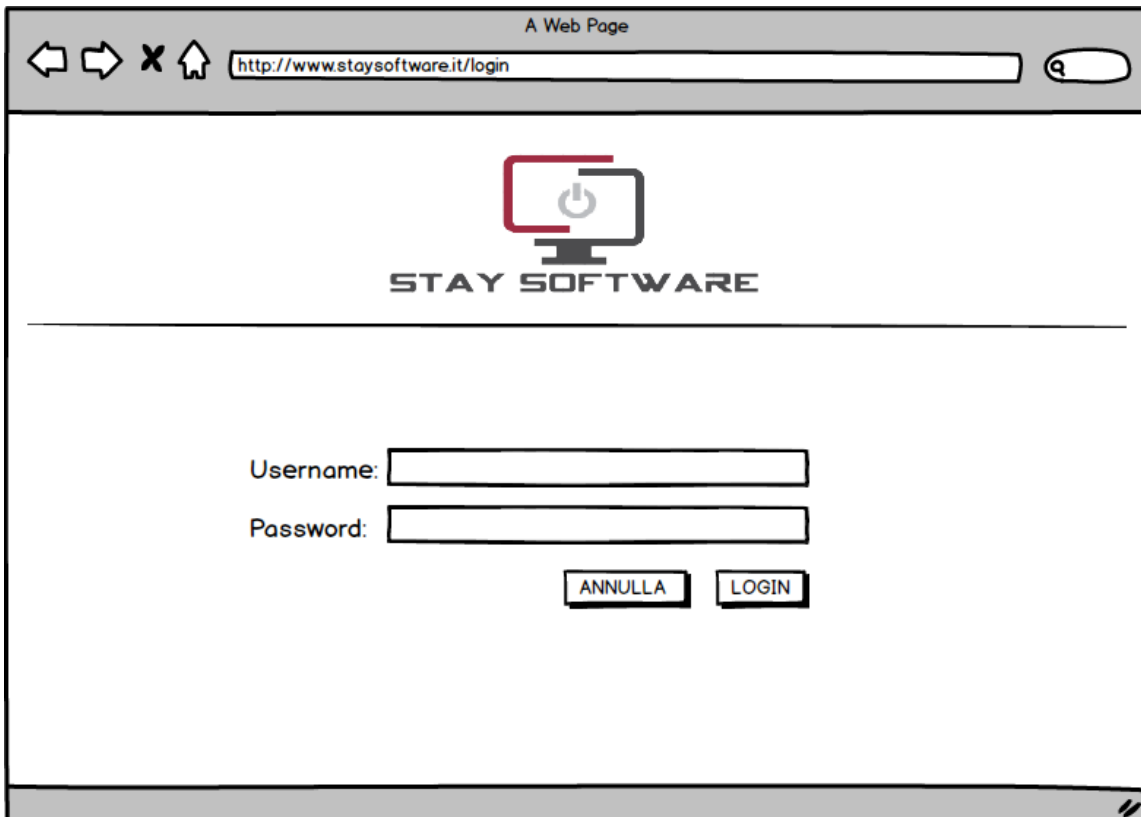 A Web Page
http://www.staysoftware.it/login
STAY SOFTWARE
Username:
Password:
ANNULLA LOGIN